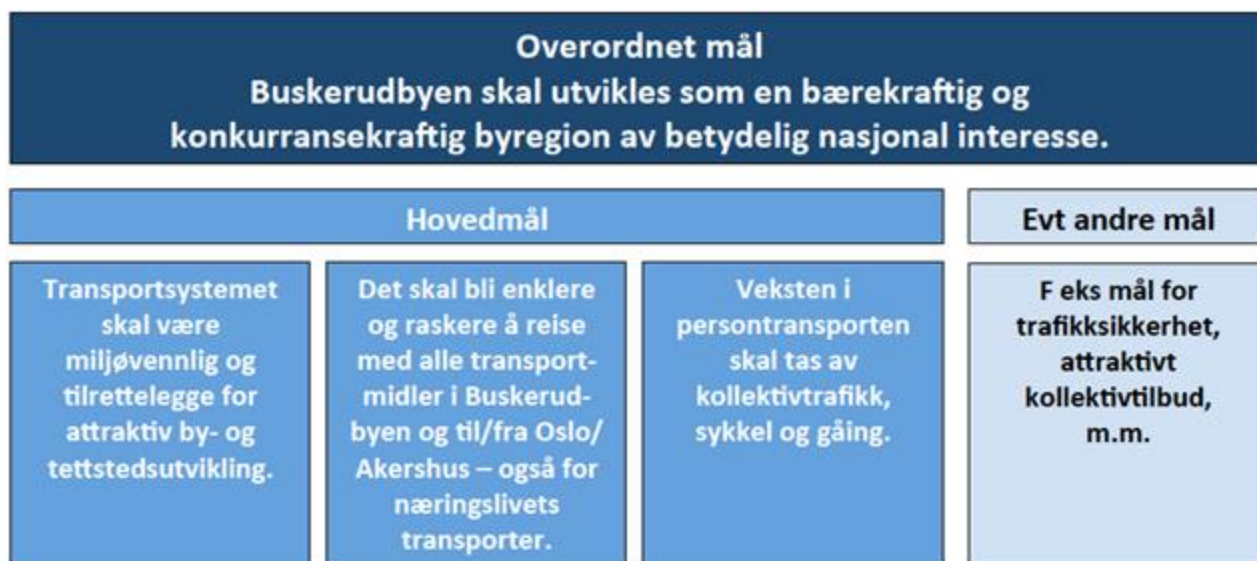 Overordnet mål
Buskerudbyen skal utvikles som en bærekraftig og
konkurransekraftig byregion av betydelig nasjonal interesse.
Hovedmål
Evt andre mål
Transportsystemet
skal være
miljøvennlig og
tilrettelegge for
attraktiv by- og
tettstedsutvikling.
Det skal bli enklere
og raskere å reise
med alle transport-
midler i Buskerud-
byen og til/fra Oslo/
Akershus – også for
næringslivets
transporter.
Veksten i
persontransporten
skal tas av
kollektivtrafikk,
sykkel og gåing.
F eks mål for
trafikksikkerhet,
attraktivt
kollektivtilbud,
m.m.